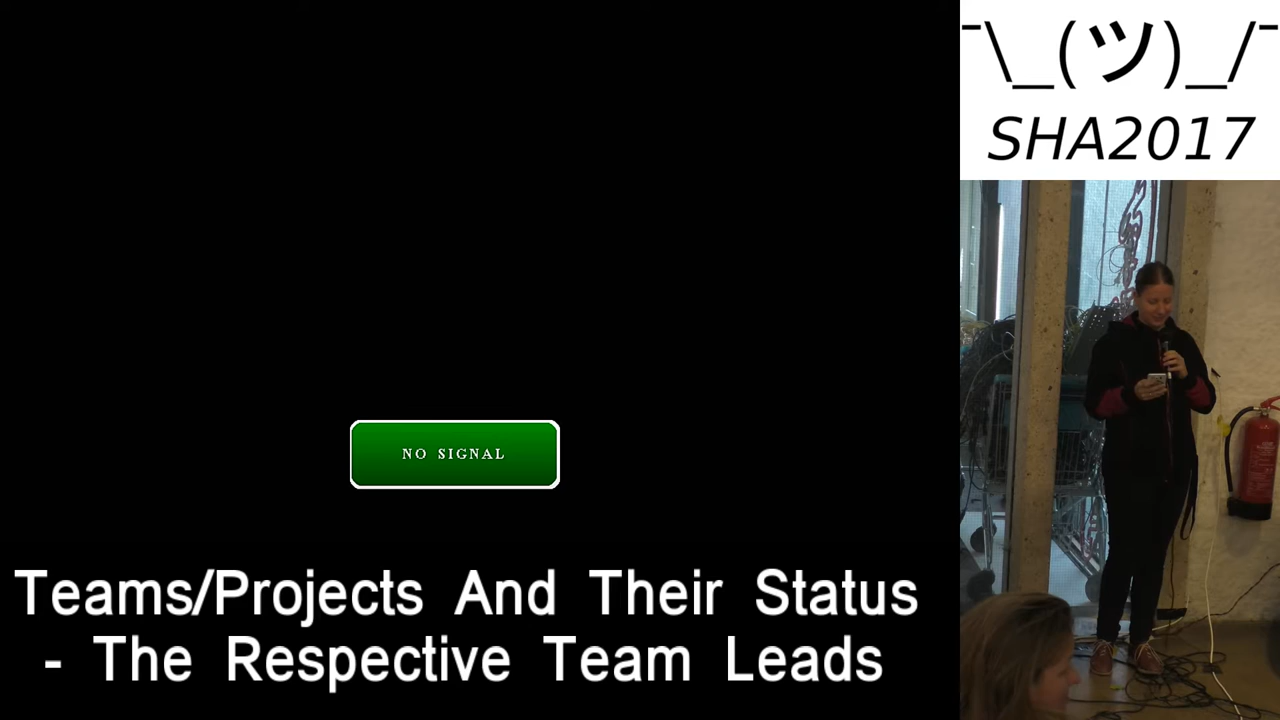 ¯\_(ツ)_/¯
SHA2017
NO SIGNAL
Teams/Projects And Their Status
- The Respective Team Leads